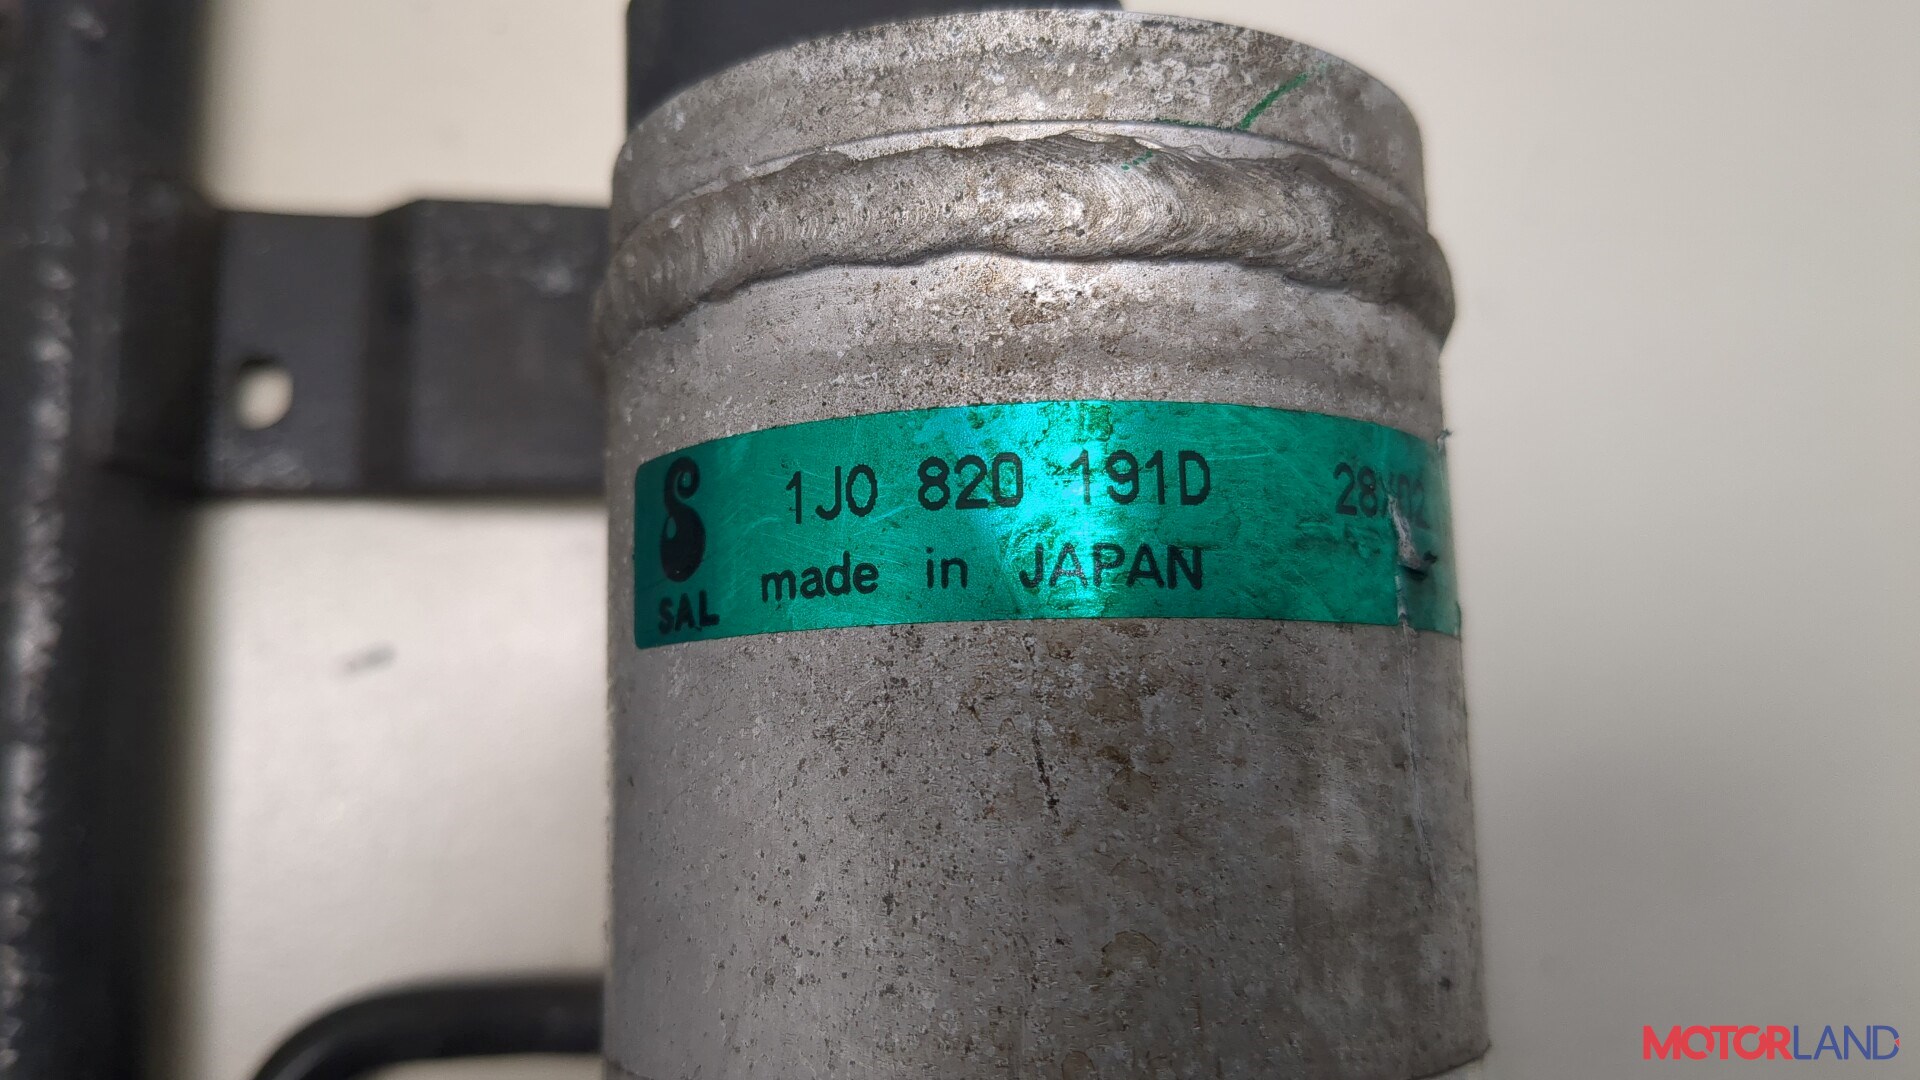 1J0 820 191D
made in JAPAN
SAL
MOTORLAND